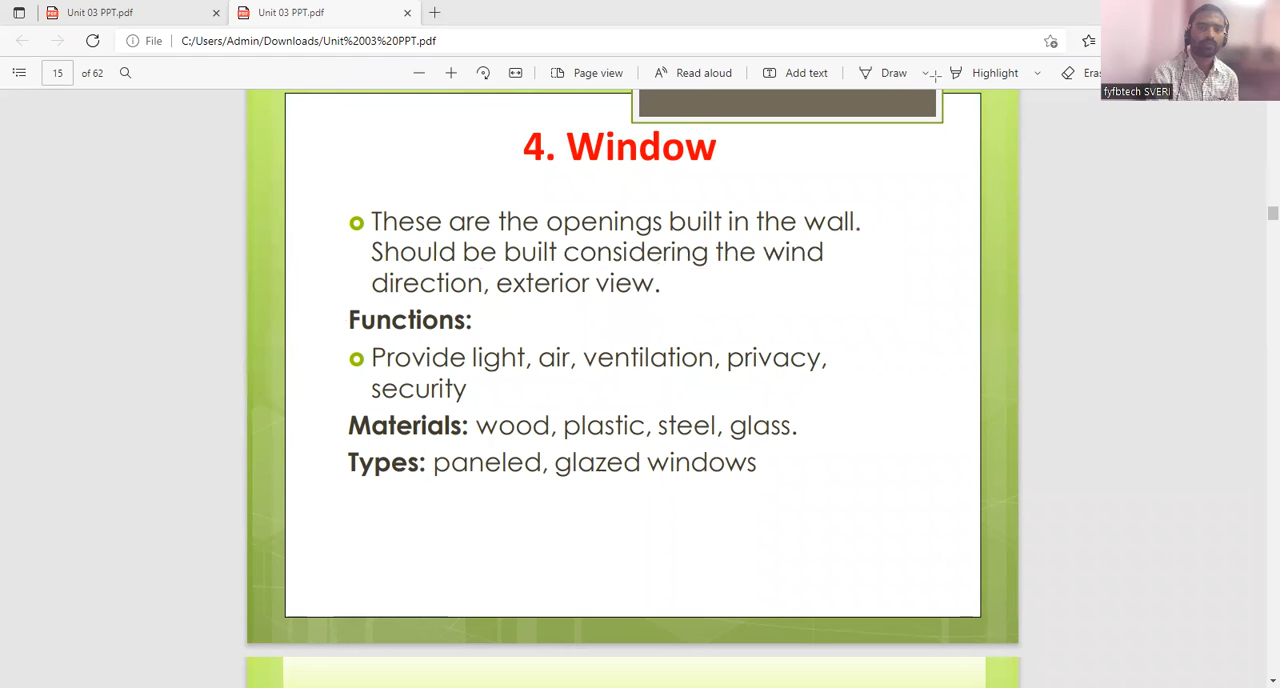 Unit 03 PPT.pdf
Unit 03 PPT.pdf
File C:/Users/Admin/Downloads/Unit%2003%20PPT.pdf
15 of 62 Page view Read aloud Add text Draw Highlight Eras
fyfbtech SVERI
4. Window
These are the openings built in the wall.
Should be built considering the wind
direction, exterior view.
Functions:
Provide light, air, ventilation, privacy,
security
Materials: wood, plastic, steel, glass.
Types: paneled, glazed windows